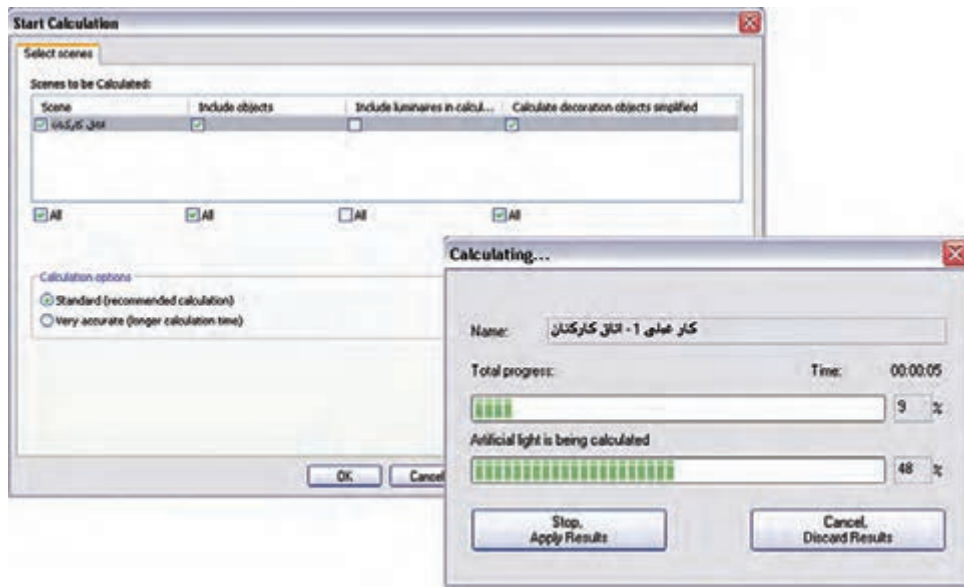 Start Calculation
Select scenes
Scenes to be Calculated:
Scene Include objects Include luminaires in calcul... Calculate decoration objects simplified
اتاق کارکنان
All All All All
Calculation options
Standard (recommended calculation)
Very accurate (longer calculation time)
OK Cancel
Calculating...
Name: کار عملی 1- اتاق کارکنان
Total progress: Time: 00:00:05
9 %
Artificial light is being calculated
48 %
Stop, Cancel,
Apply Results Discard Results